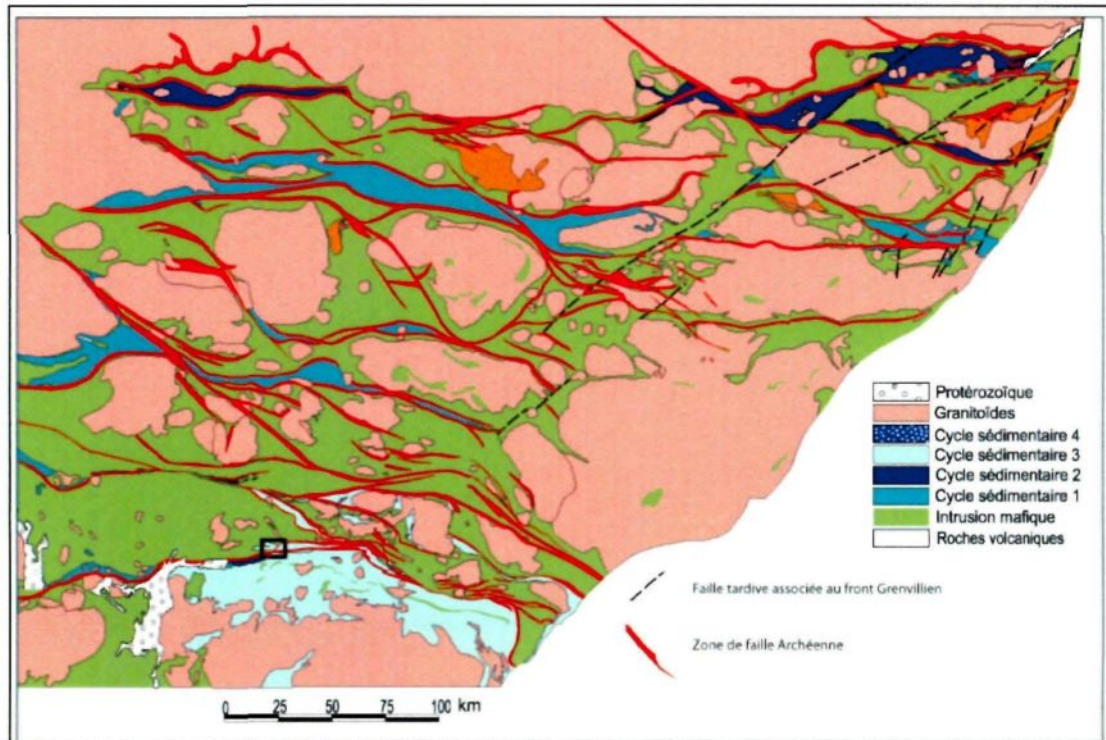 Protérozoïque
Granitoïdes
Cycle sédimentaire 4
Cycle sédimentaire 3
Cycle sédimentaire 2
Cycle sédimentaire 1
Intrusion mafique
Roches volcaniques
Faille tardive associée au front Grenvillien
Zone de faille Archéenne
0 25 50 75 100 km